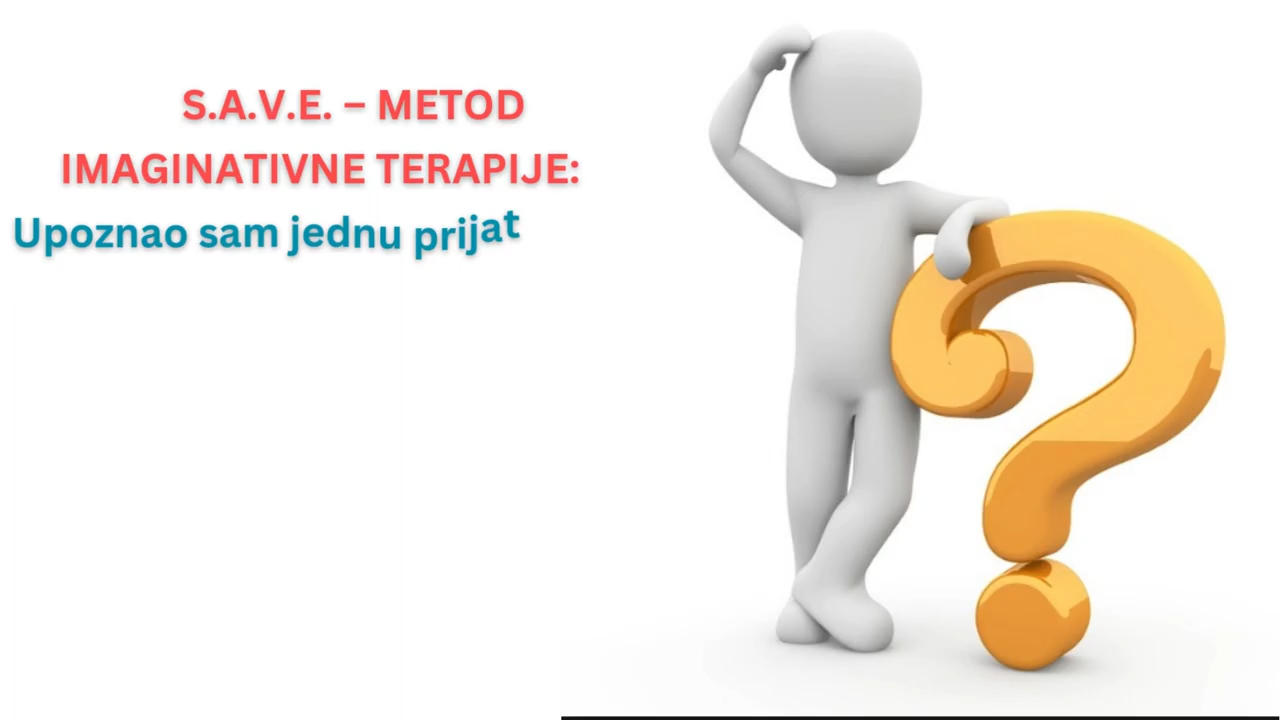 S.A.V.E. – METOD
IMAGINATIVNE TERAPIJE:
Upoznao sam jednu prijat